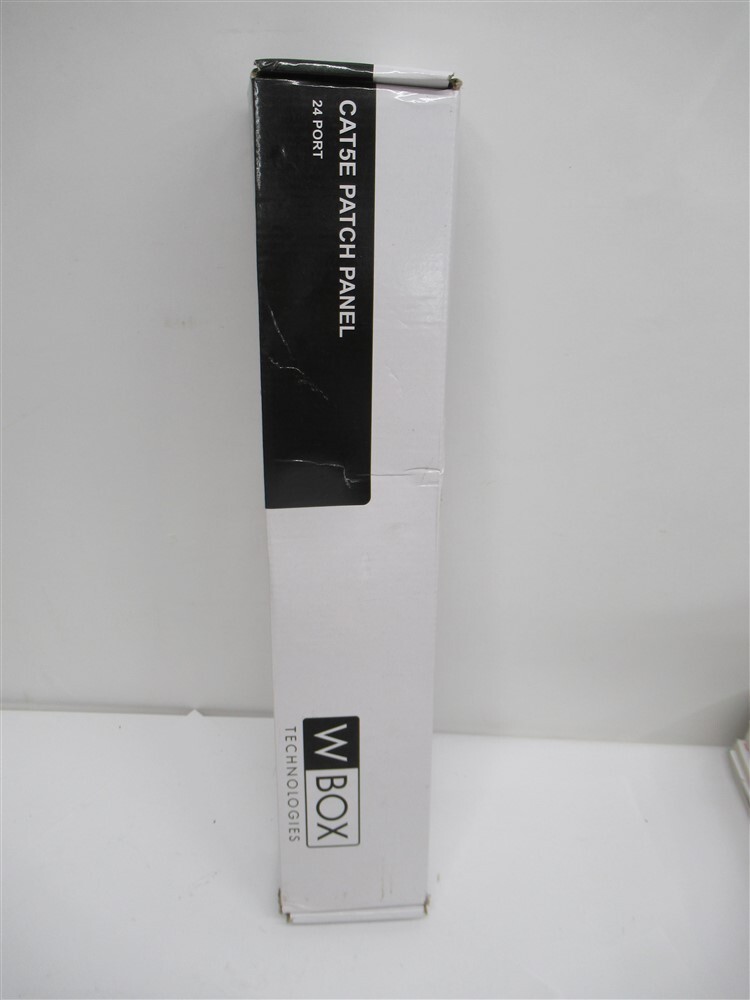 CAT5E PATCH PANEL
24 PORT
W BOX
TECHNOLOGIES